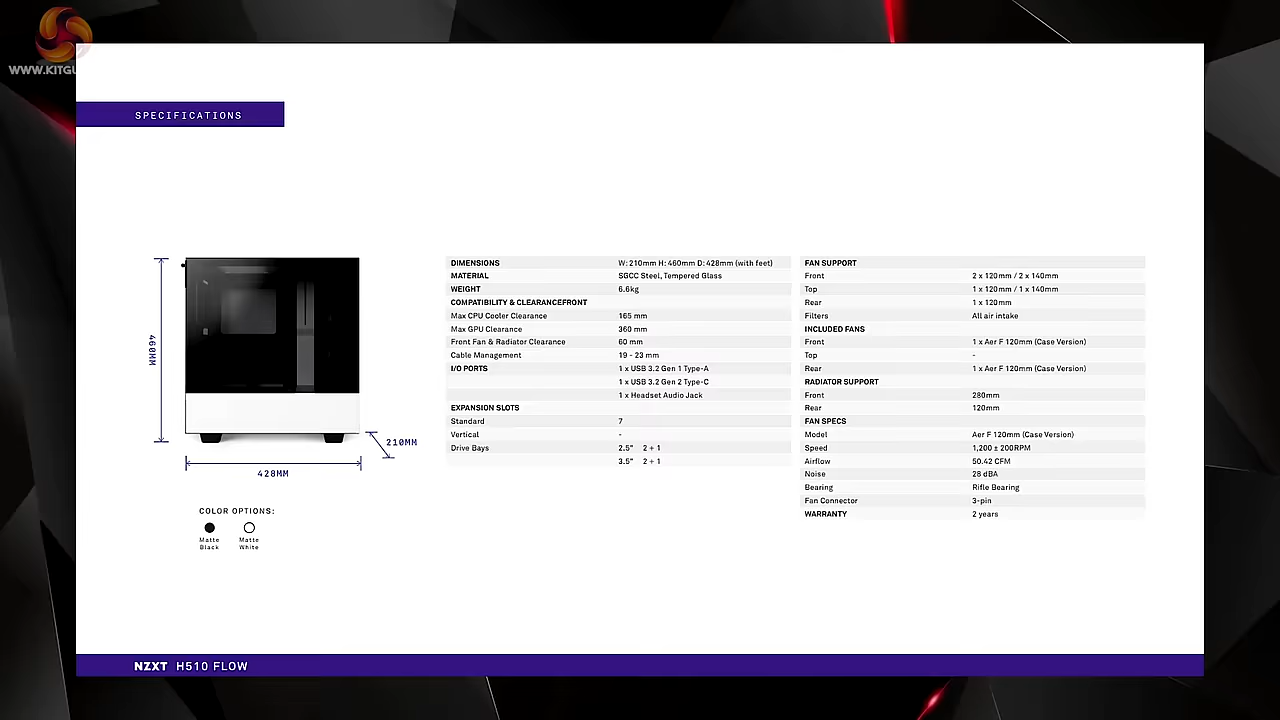 WWW.KITGU
SPECIFICATIONS
460MM
210MM
428MM
COLOR OPTIONS:
Matte Black
Matte White
DIMENSIONS W: 210mm H: 460mm D: 428mm (with feet)
MATERIAL SGCC Steel, Tempered Glass
WEIGHT 6.6kg
COMPATIBILITY & CLEARANCEFRONT
Max CPU Cooler Clearance 165 mm
Max GPU Clearance 360 mm
Front Fan & Radiator Clearance 60 mm
Cable Management 19 - 23 mm
I/O PORTS 1 x USB 3.2 Gen 1 Type-A
1 x USB 3.2 Gen 2 Type-C
1 x Headset Audio Jack
EXPANSION SLOTS
Standard 7
Vertical -
Drive Bays 2.5" 2 + 1
3.5" 2 + 1
FAN SUPPORT
Front 2 x 120mm / 2 x 140mm
Top 1 x 120mm / 1 x 140mm
Rear 1 x 120mm
Filters All air intake
INCLUDED FANS
Front 1 x Aer F 120mm (Case Version)
Top -
Rear 1 x Aer F 120mm (Case Version)
RADIATOR SUPPORT
Front 280mm
Rear 120mm
FAN SPECS
Model Aer F 120mm (Case Version)
Speed 1,200 ± 200RPM
Airflow 50.42 CFM
Noise 28 dBA
Bearing Rifle Bearing
Fan Connector 3-pin
WARRANTY 2 years
NZXT H510 FLOW